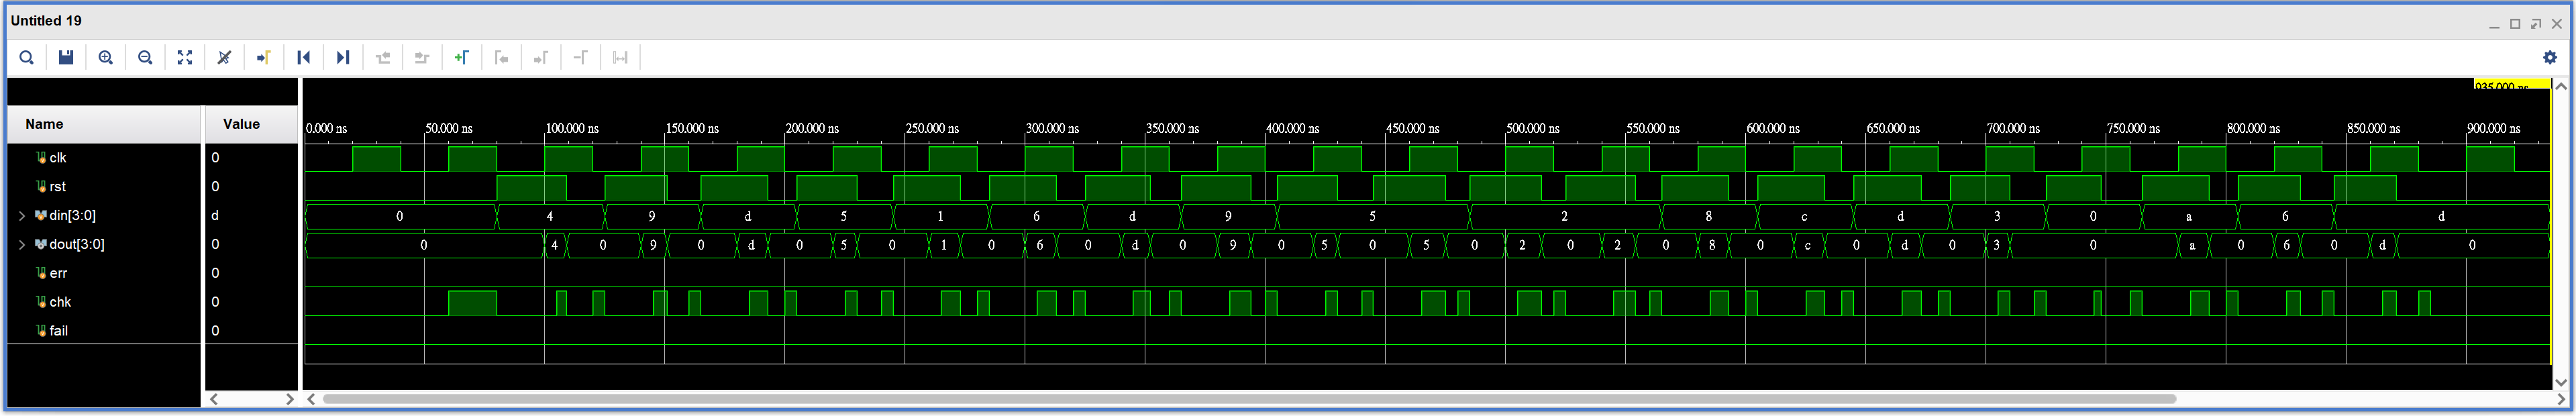 Untitled 19
935.000 ns
Name Value
0.000 ns 50.000 ns 100.000 ns 150.000 ns 200.000 ns 250.000 ns 300.000 ns 350.000 ns 400.000 ns 450.000 ns 500.000 ns 550.000 ns 600.000 ns 650.000 ns 700.000 ns 750.000 ns 800.000 ns 850.000 ns 900.000 ns
clk 0
rst 0
din[3:0] d 0 4 9 d 5 1 6 d 9 5 2 8 c d 3 0 a 6 d
dout[3:0] 0 0 4 0 9 0 d 0 5 0 1 0 6 0 d 0 9 0 5 0 5 0 2 0 2 0 8 0 c 0 d 0 3 0 a 0 6 0 d 0
err 0
chk 0
fail 0